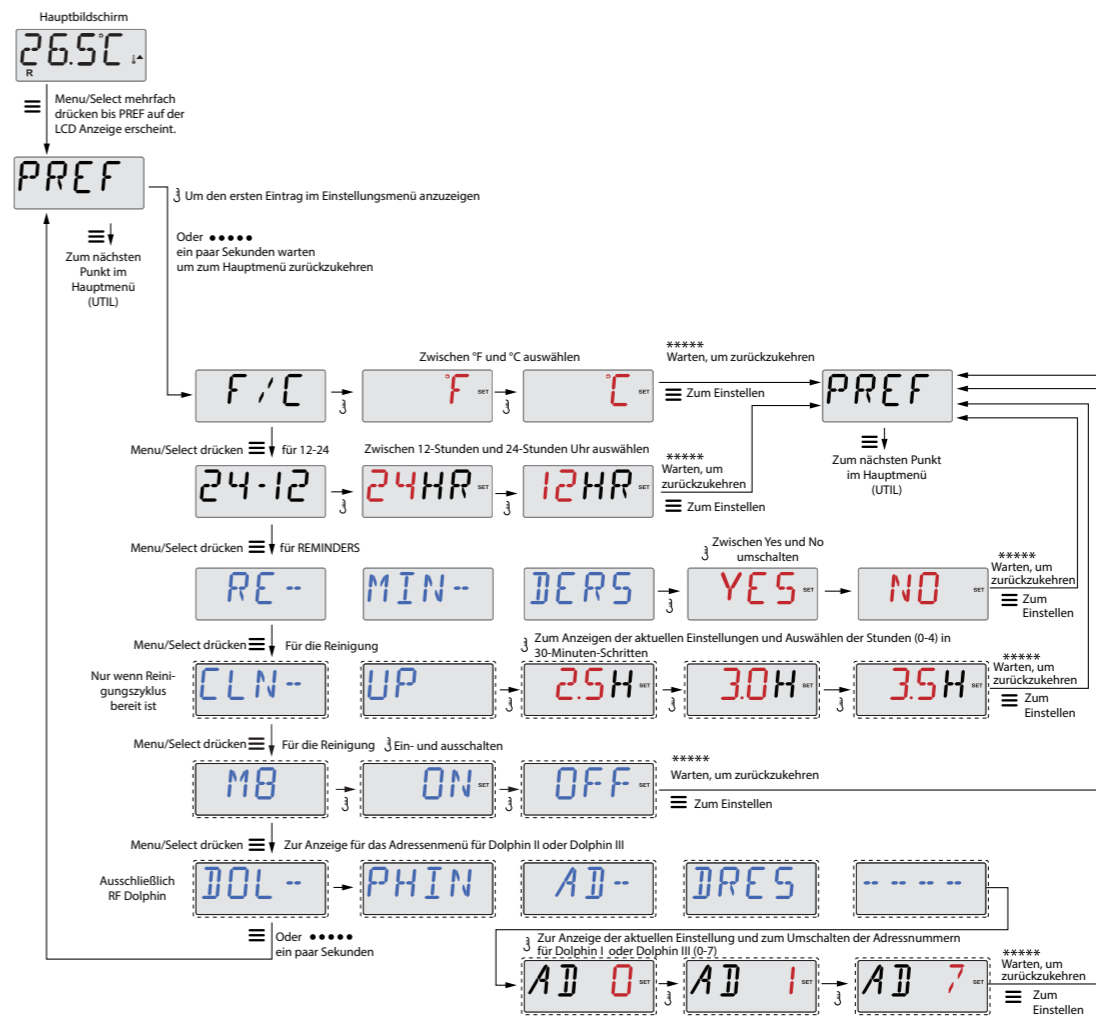 Hauptbildschirm
26.5°C
R
Menu/Select mehrfach
drücken bis PREF auf der
LCD Anzeige erscheint.
PREF
Um den ersten Eintrag im Einstellungsmenü anzuzeigen
Oder •••••
ein paar Sekunden warten
um zum Hauptmenü zurückzukehren
Zum nächsten
Punkt im
Hauptmenü
(UTIL)
Zwischen °F und °C auswählen
*****
Warten, um zurückzukehren
F/C
°F SET
°C SET
Zum Einstellen
PREF
Zum nächsten Punkt
im Hauptmenü
(UTIL)
Menu/Select drücken für 12-24
Zwischen 12-Stunden und 24-Stunden Uhr auswählen
*****
Warten, um
zurückzukehren
24-12
24HR SET
12HR SET
Zum Einstellen
Menu/Select drücken für REMINDERS
Zwischen Yes und No
umschalten
*****
Warten, um
zurückzukehren
RE-
MIN-
DERS
YES SET
NO SET
Zum
Einstellen
Menu/Select drücken Für die Reinigung
Zum Anzeigen der aktuellen Einstellungen und Auswählen der Stunden (0-4) in
30-Minuten-Schritten
*****
Warten, um
zurückzukehren
Nur wenn Reini-
gungszyklus
bereit ist
CLN-
UP
2.5H SET
3.0H SET
3.5H SET
Zum
Einstellen
Menu/Select drücken Für die Reinigung Ein- und ausschalten
*****
Warten, um zurückzukehren
M8
ON SET
OFF SET
Zum Einstellen
Menu/Select drücken Zur Anzeige für das Adressenmenü für Dolphin II oder Dolphin III
Ausschließlich
RF Dolphin
DOL-
PHIN
AD-
DRES
----
Oder •••••
ein paar Sekunden
Zur Anzeige der aktuellen Einstellung und zum Umschalten der Adressnummern
für Dolphin I oder Dolphin III (0-7)
AD 0 SET
AD 1 SET
AD 7 SET
*****
Warten, um
zurückzukehren
Zum
Einstellen